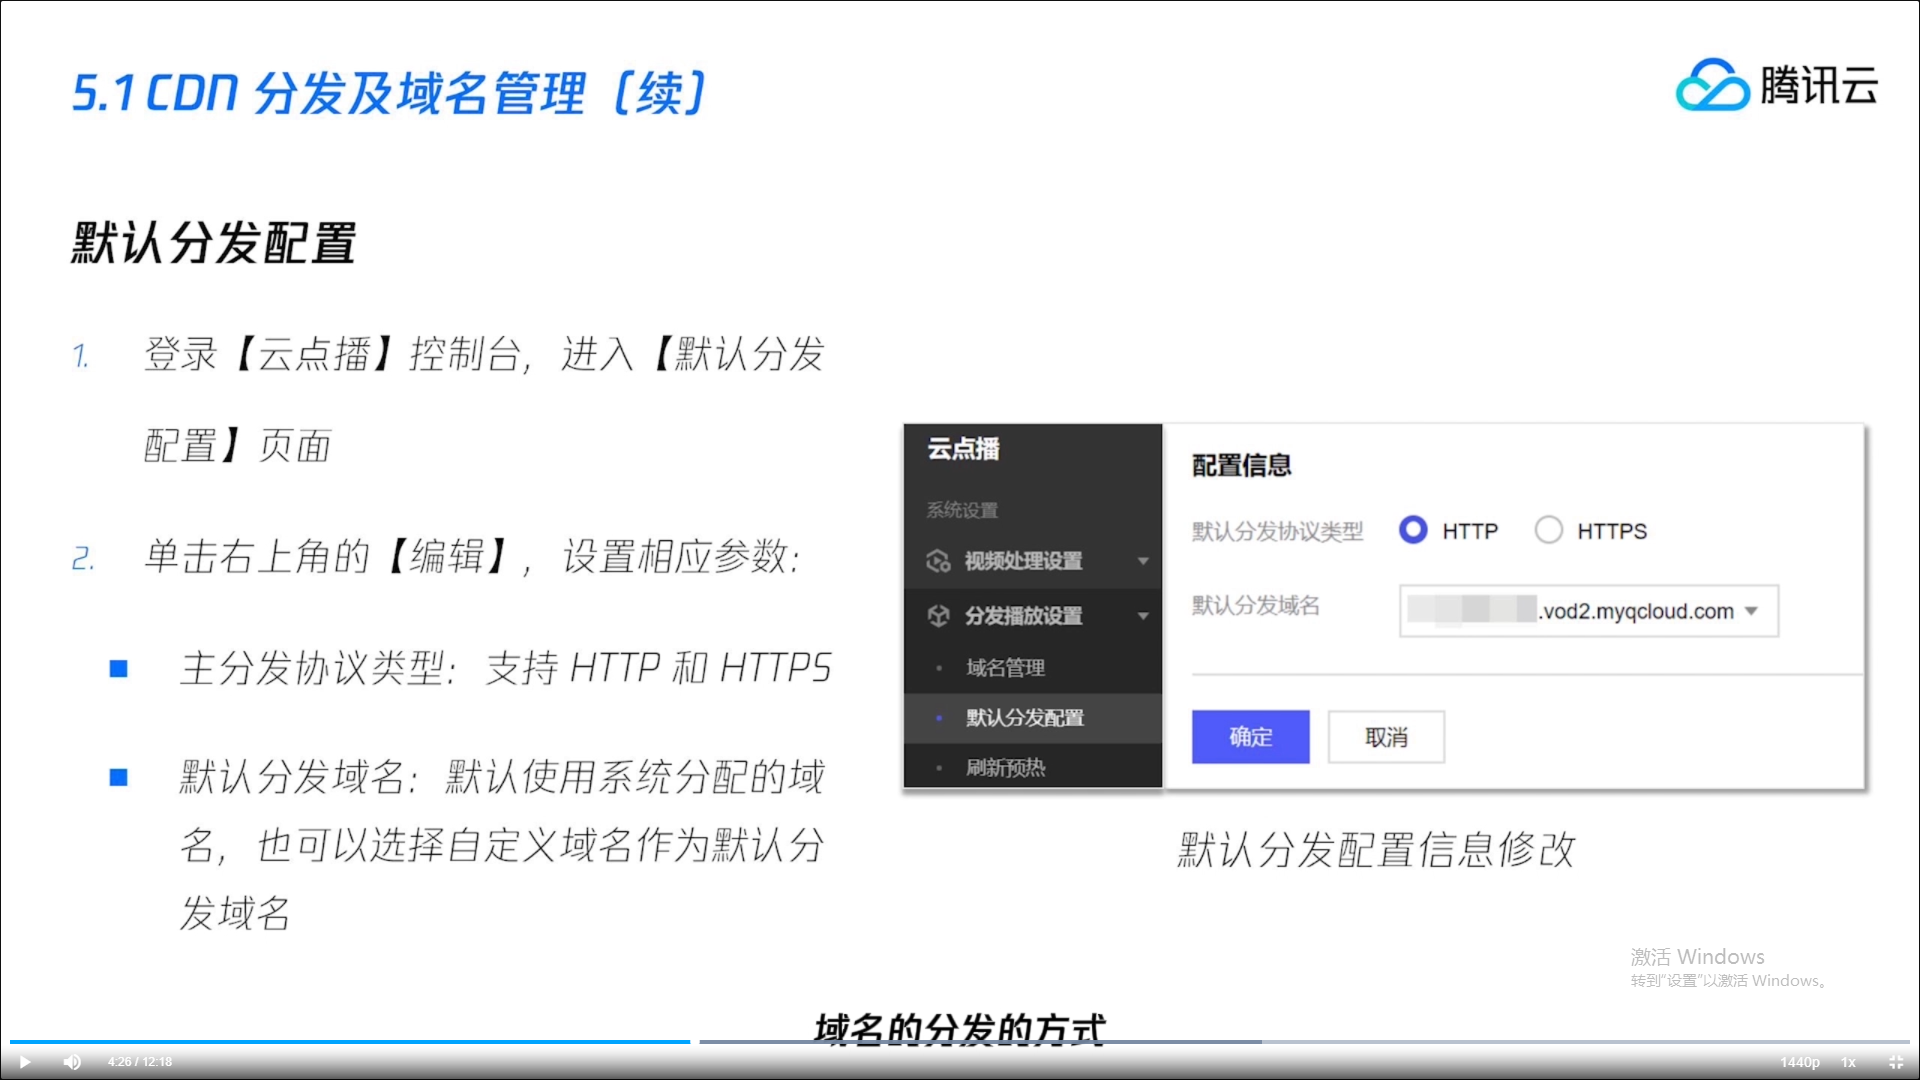 5.1 CDN 分发及域名管理（续）
腾讯云
默认分发配置
1. 登录【云点播】控制台，进入【默认分发
配置】页面
2. 单击右上角的【编辑】，设置相应参数：
主分发协议类型：支持 HTTP 和 HTTPS
默认分发域名：默认使用系统分配的域
名，也可以选择自定义域名作为默认分
发域名
云点播
系统设置
视频处理设置
分发播放设置
域名管理
默认分发配置
刷新预热
配置信息
默认分发协议类型 HTTP HTTPS
默认分发域名 .vod2.myqcloud.com
确定 取消
默认分发配置信息修改
激活 Windows
转到“设置”以激活 Windows。
域名的分发的方式
4:26 / 12:18 1440p 1x